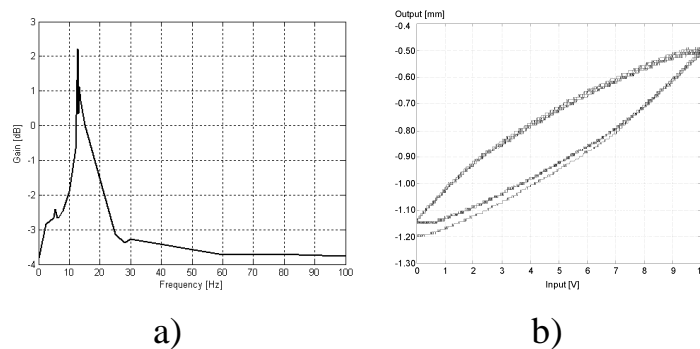 3
2
1
0
-1
-2
-3
-4
Gain [dB]
0 10 20 30 40 50 60 70 80 90 100
Frequency [Hz]
a)
Output [mm]
-0.4
-0.50
-0.60
-0.70
-0.80
-0.90
-1.00
-1.10
-1.20
-1.30
0 1 2 3 4 5 6 7 8 9
Input [V]
b)